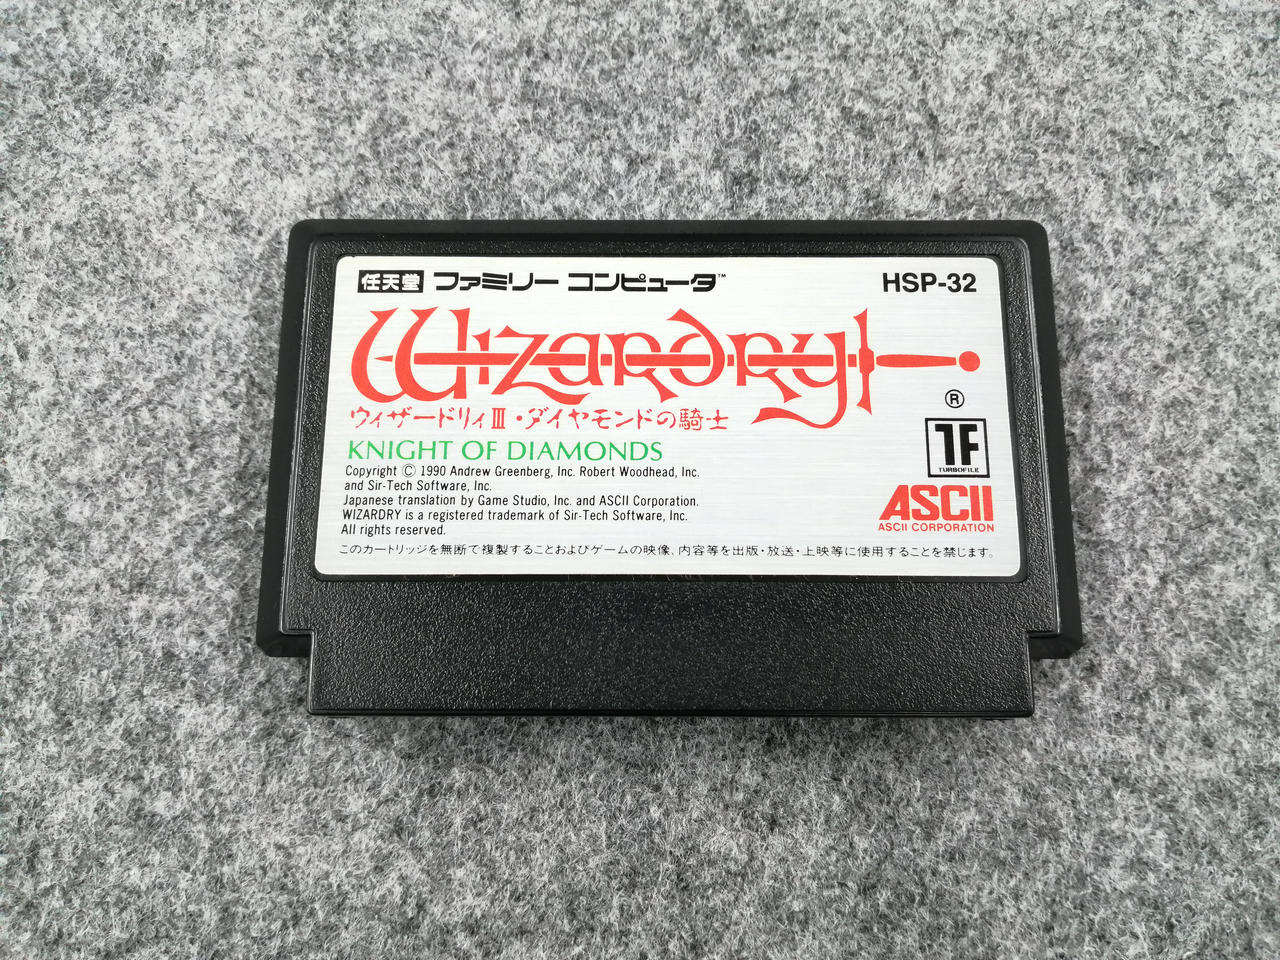 任天堂 ファミリー コンピュータ™ HSP-32
Wizardry
®
ウィザードリィⅢ・ダイヤモンドの騎士
KNIGHT OF DIAMONDS
Copyright © 1990 Andrew Greenberg, Inc. Robert Woodhead, Inc.
and Sir-Tech Software, Inc.
Japanese translation by Game Studio, Inc. and ASCII Corporation.
WIZARDRY is a registered trademark of Sir-Tech Software, Inc.
All rights reserved.
TF
TURBOFILE
ASCII
ASCII CORPORATION
このカートリッジを無断で複製することおよびゲームの映像、内容等を出版・放送・上映等に使用することを禁じます。